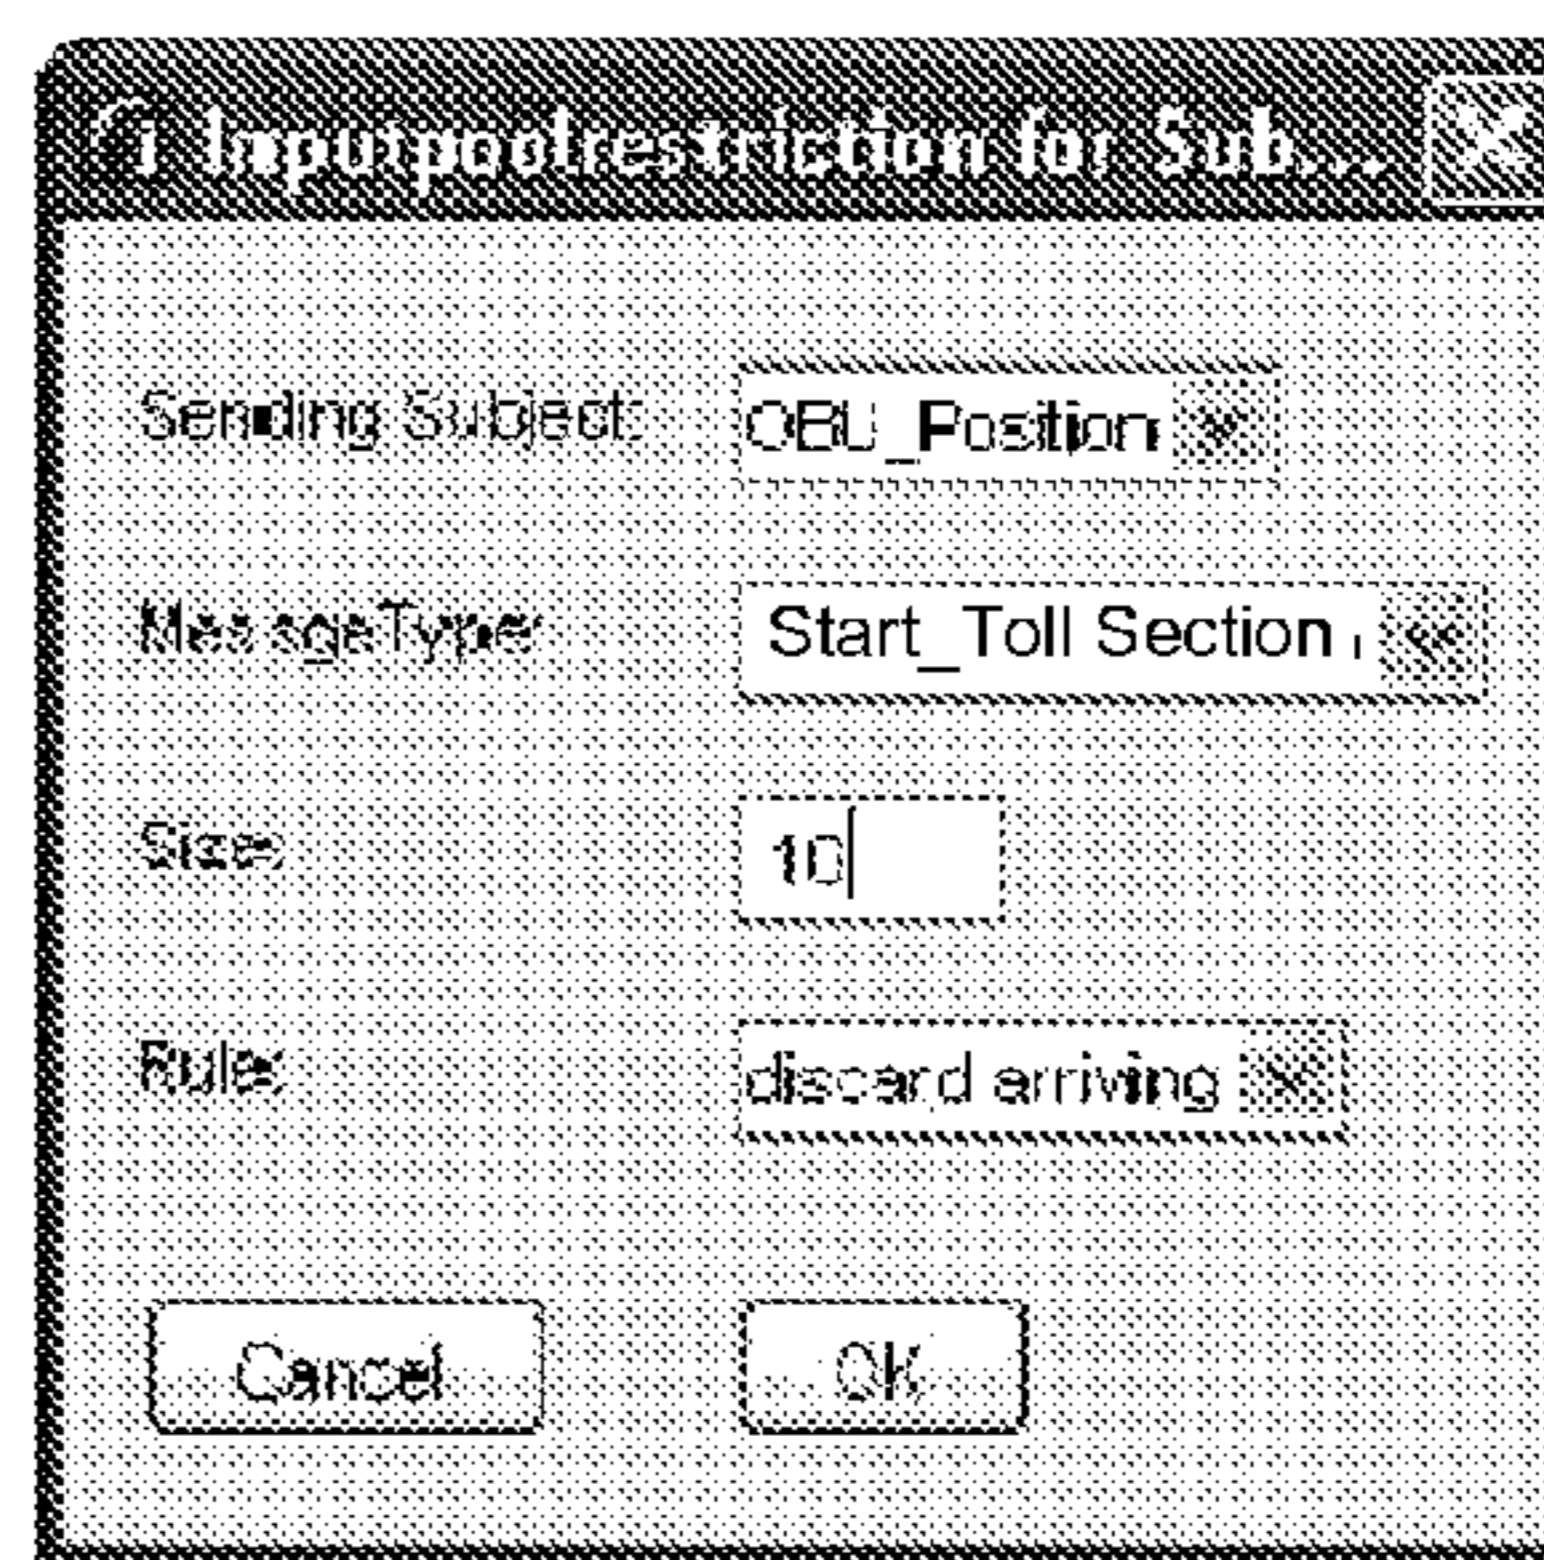 Inputpoolrestriction for Sub...
Sending Subject: OBU_Position
MessageType: Start_Toll Section
Size: 10
Rule: discard arriving
Cancel OK